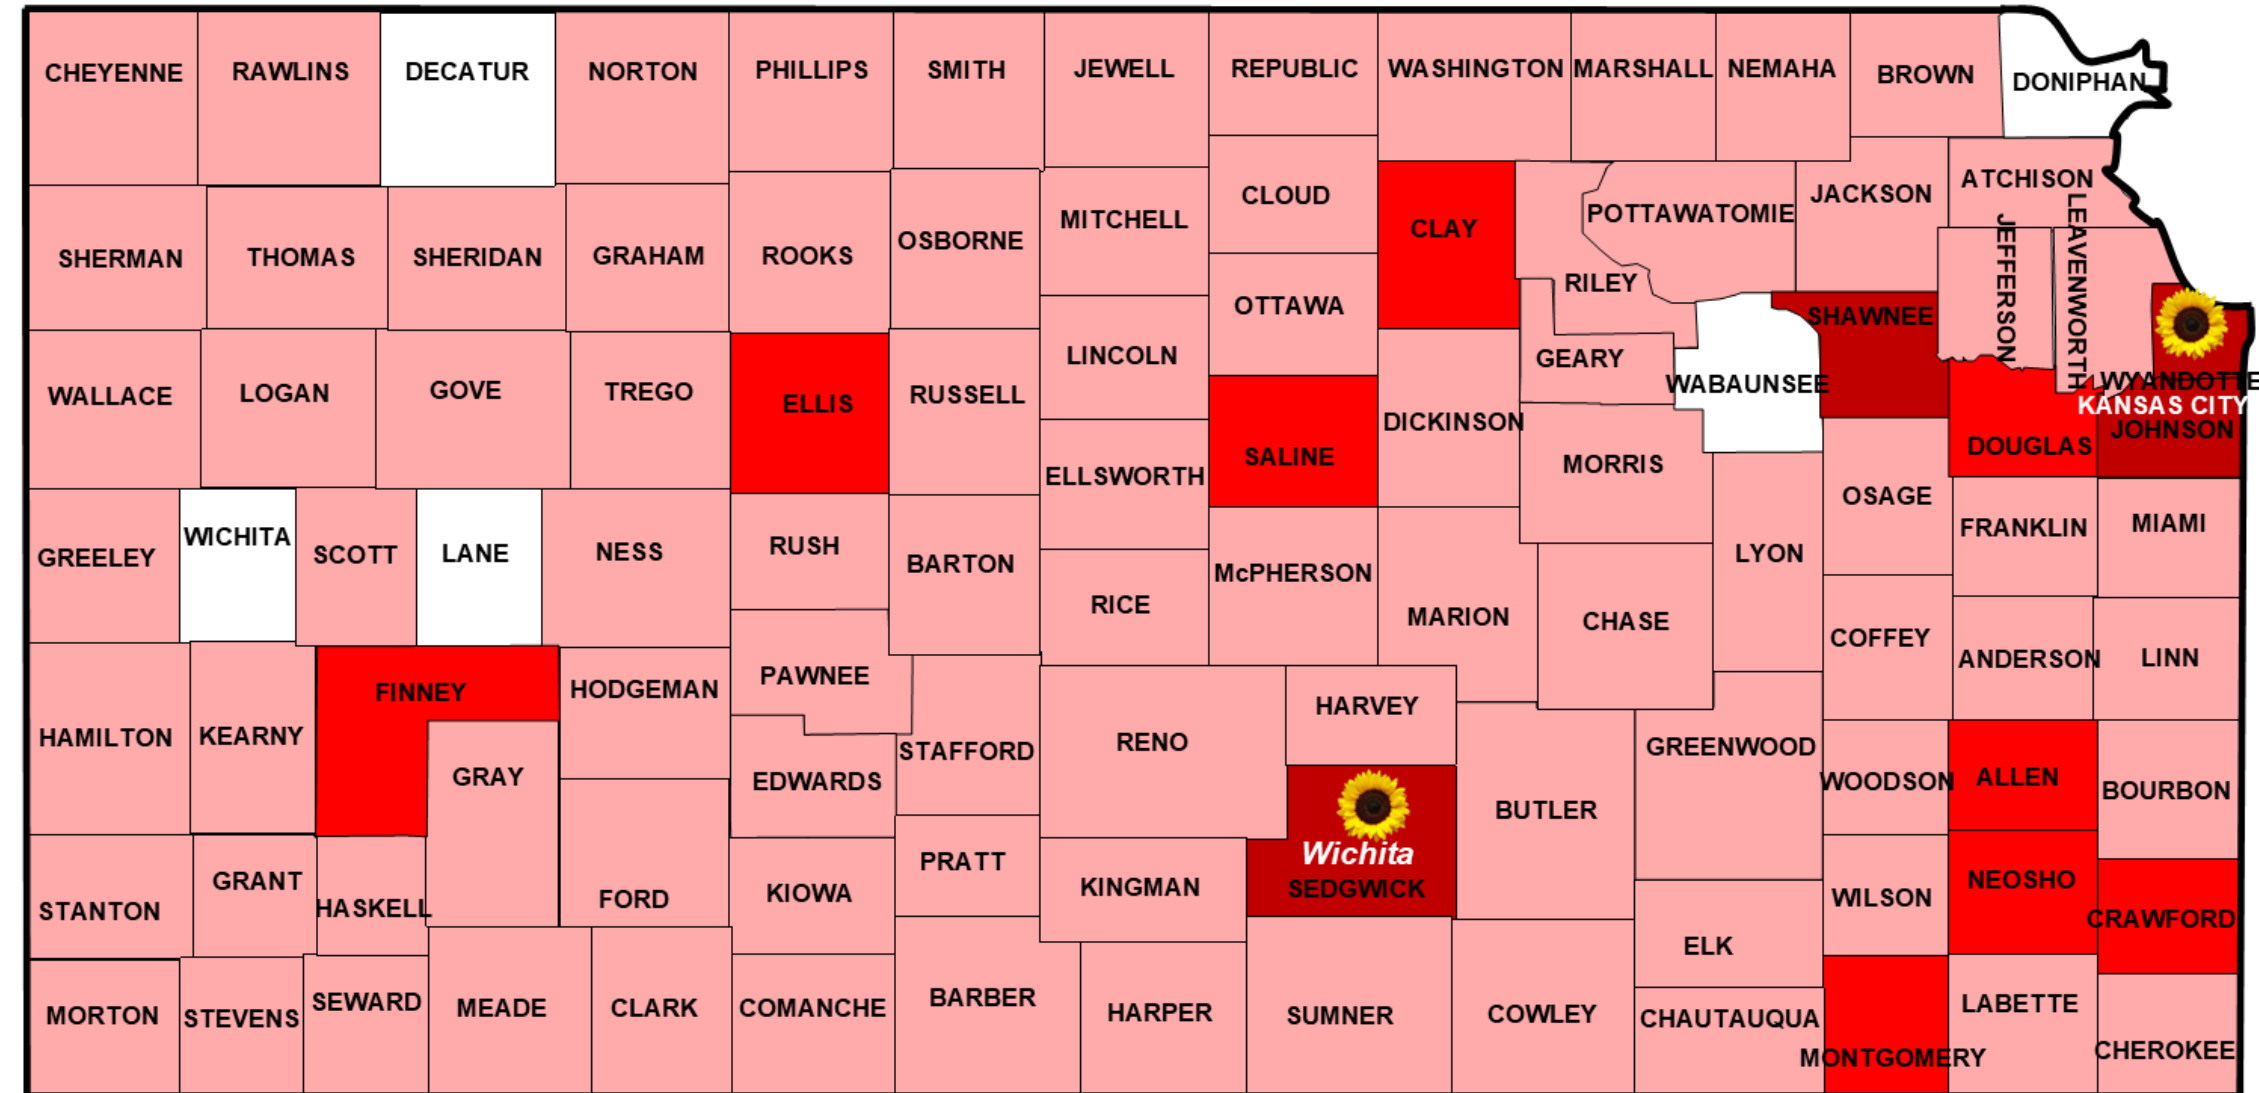 CHEYENNE
RAWLINS
DECATUR
NORTON
PHILLIPS
SMITH
JEWELL
REPUBLIC
WASHINGTON
MARSHALL
NEMAHA
BROWN
DONIPHAN
CLOUD
CLAY
POTTAWATOMIE
JACKSON
ATCHISON
SHERMAN
THOMAS
SHERIDAN
GRAHAM
ROOKS
OSBORNE
MITCHELL
OTTAWA
RILEY
SHAWNEE
JEFFERSON
LEAVENWORTH
WALLACE
LOGAN
GOVE
TREGO
ELLIS
RUSSELL
LINCOLN
SALINE
DICKINSON
GEARY
WABAUNSEE
WYANDOTTE
KANSAS CITY
JOHNSON
DOUGLAS
ELLSWORTH
MORRIS
OSAGE
FRANKLIN
MIAMI
GREELEY
WICHITA
SCOTT
LANE
NESS
RUSH
BARTON
RICE
McPHERSON
MARION
CHASE
LYON
COFFEY
ANDERSON
LINN
HAMILTON
KEARNY
FINNEY
HODGEMAN
PAWNEE
STAFFORD
RENO
HARVEY
GREENWOOD
WOODSON
ALLEN
BOURBON
GRAY
EDWARDS
BUTLER
Wichita
SEDGWICK
STANTON
GRANT
HASKELL
FORD
KIOWA
PRATT
KINGMAN
ELK
WILSON
NEOSHO
CRAWFORD
MORTON
STEVENS
SEWARD
MEADE
CLARK
COMANCHE
BARBER
HARPER
SUMNER
COWLEY
CHAUTAUQUA
MONTGOMERY
LABETTE
CHEROKEE